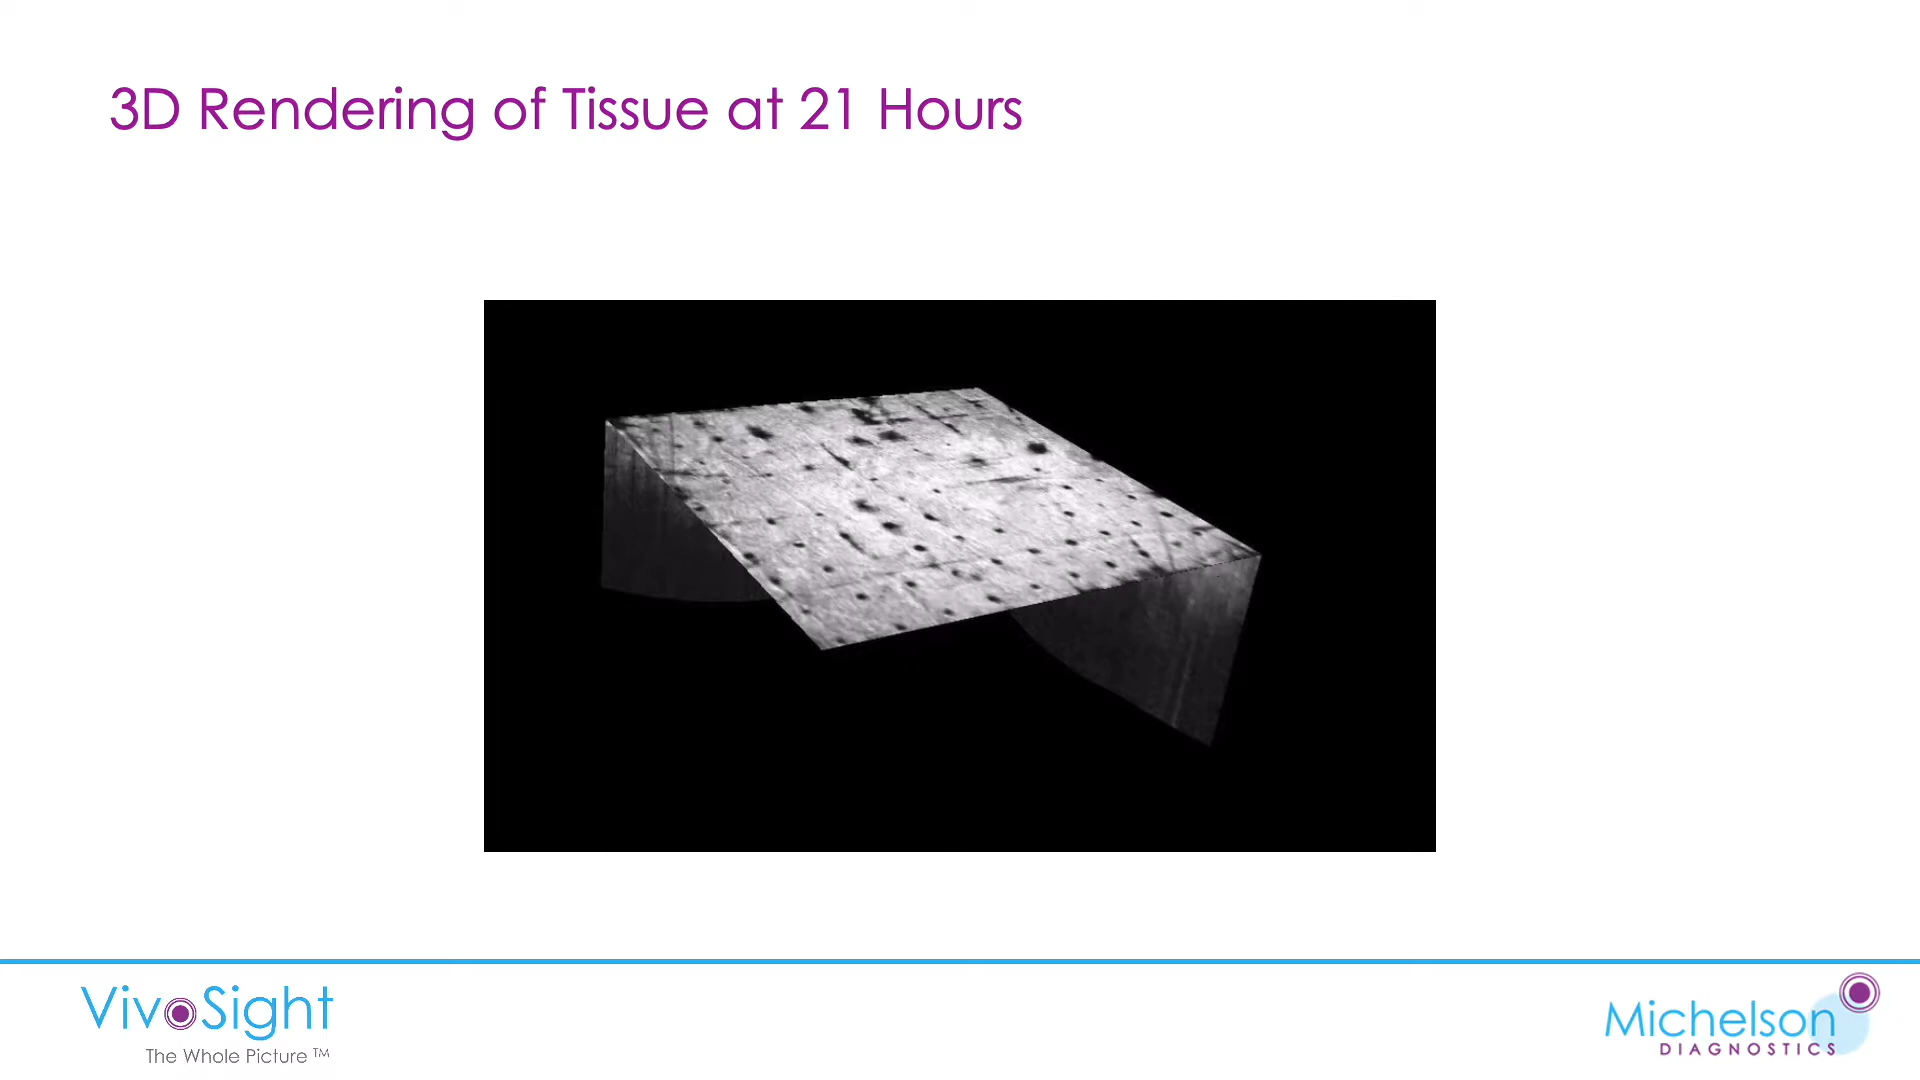 3D Rendering of Tissue at 21 Hours
VivoSight
The Whole Picture ™
Michelson
DIAGNOSTICS